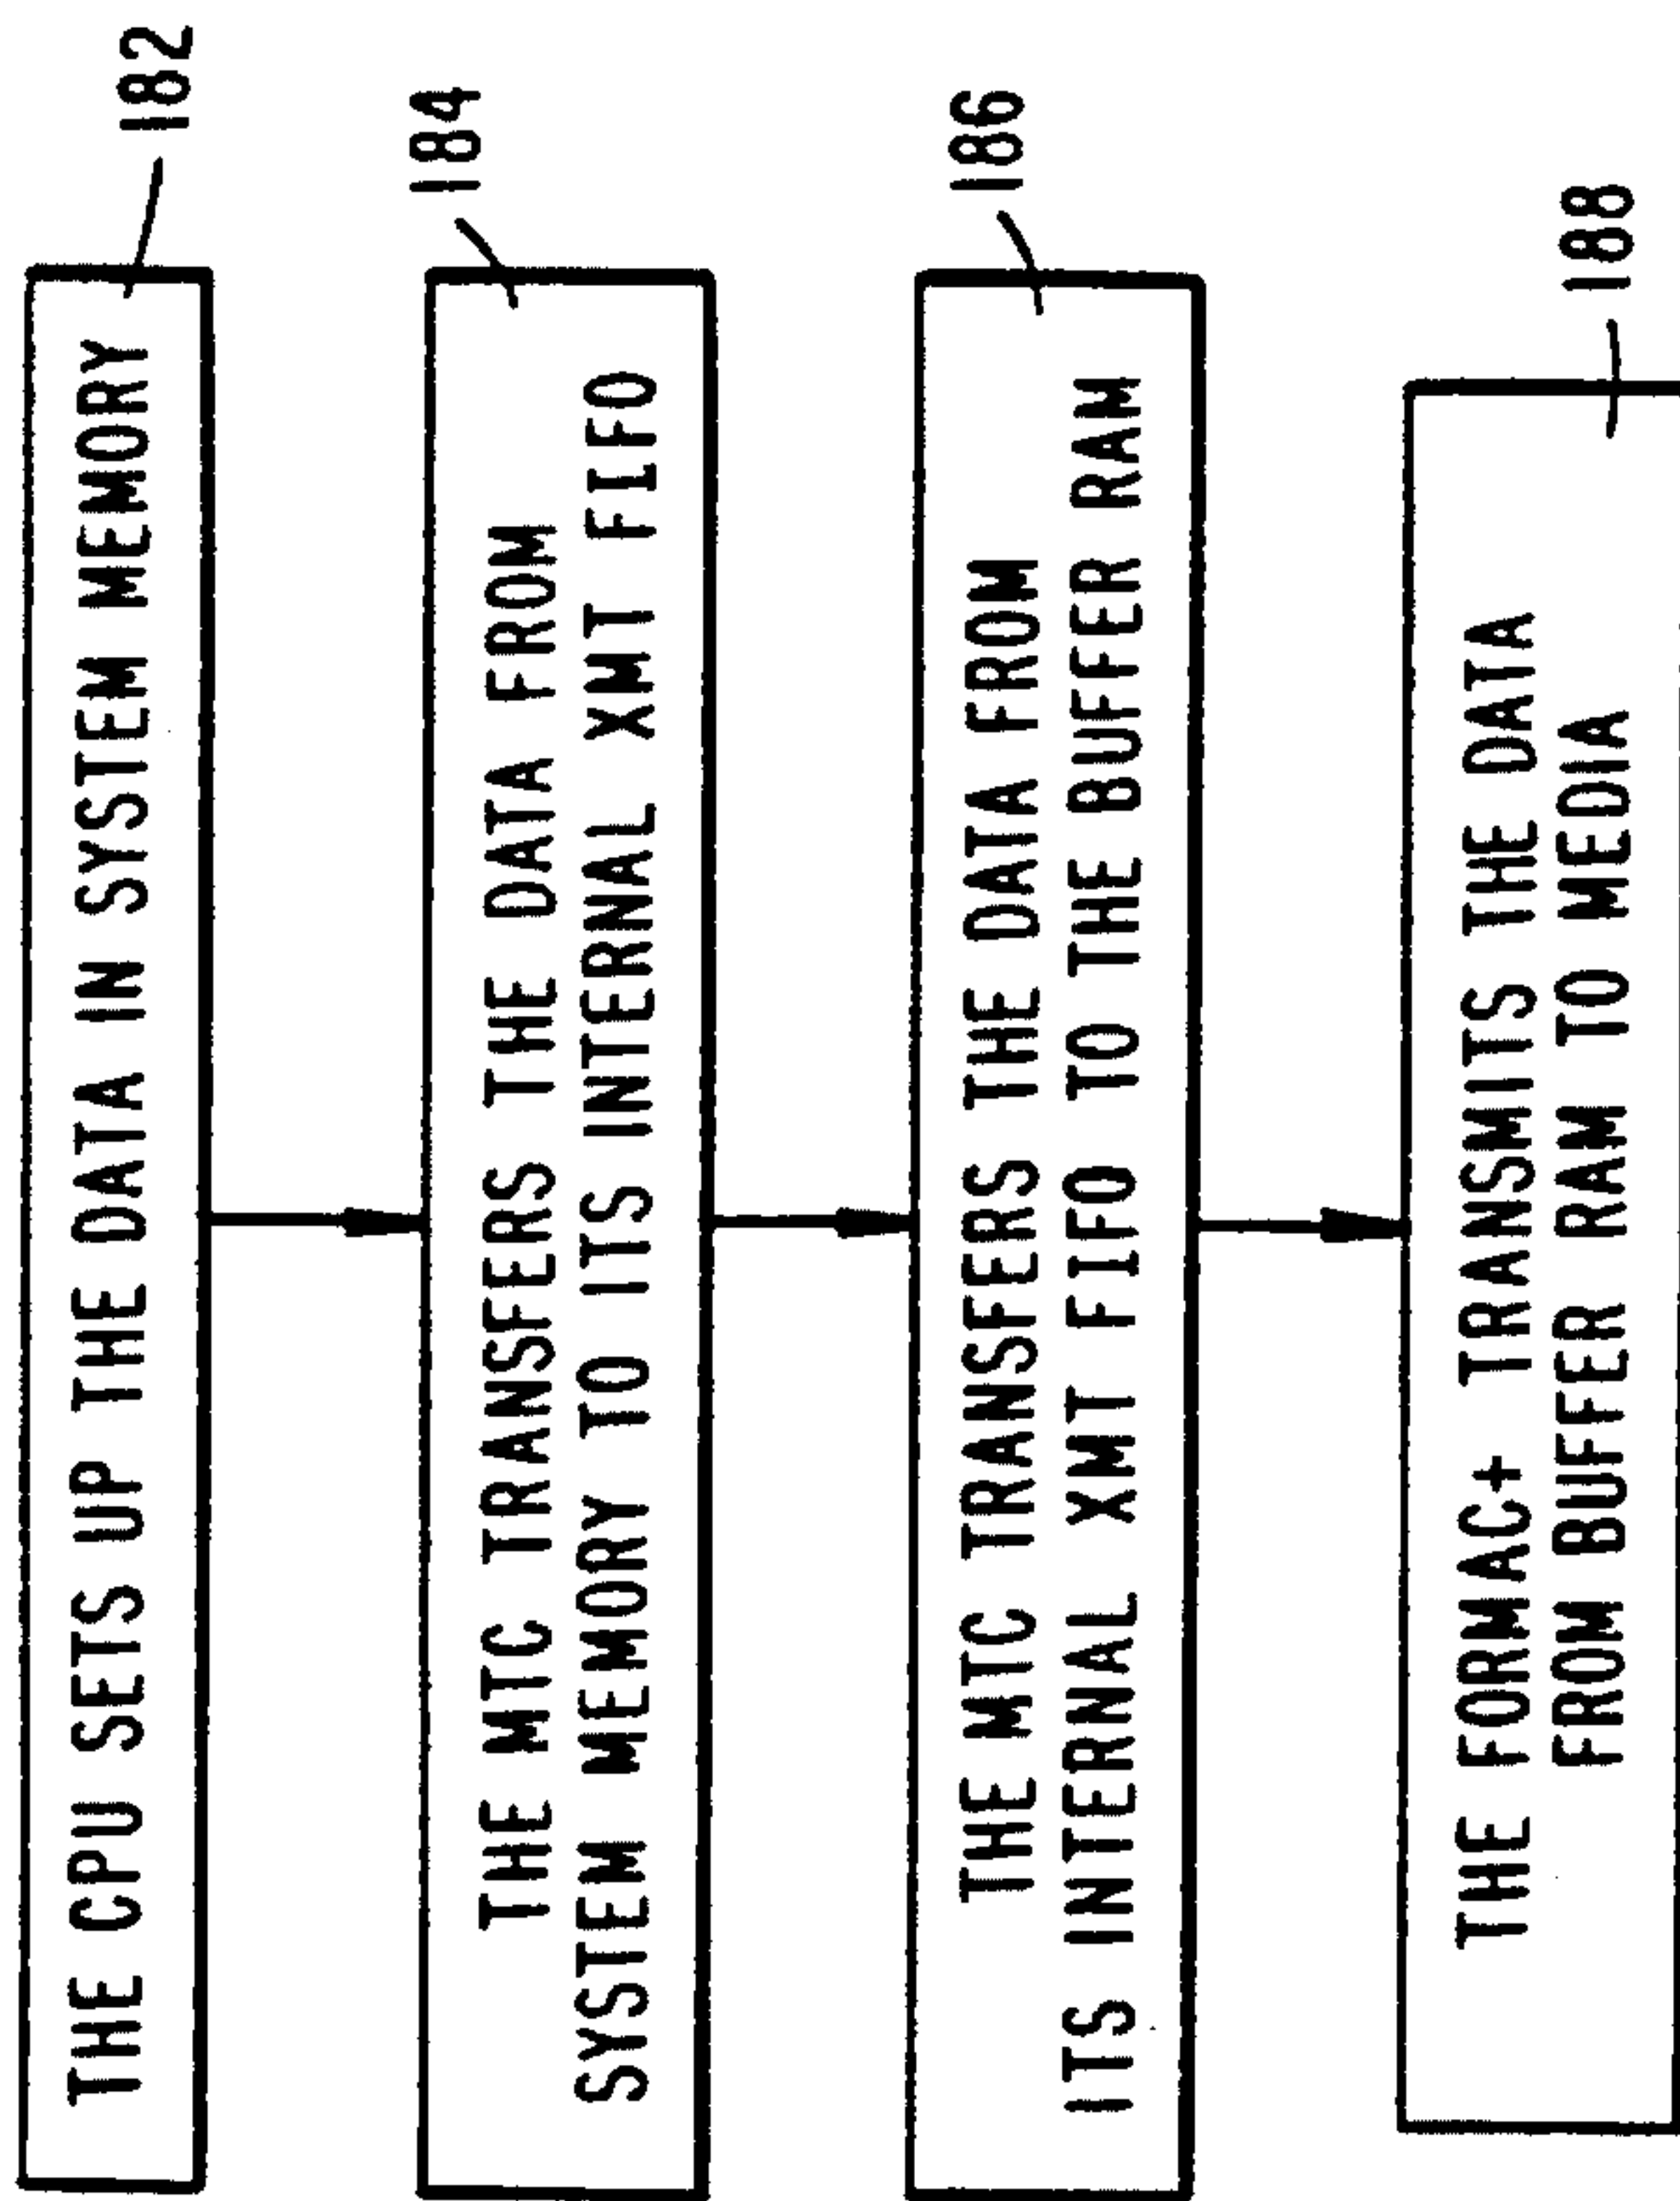 THE CPU SETS UP THE DATA IN SYSTEM MEMORY
182
THE MTC TRANSFERS THE DATA FROM
SYSTEM MEMORY TO ITS INTERNAL XMT FIFO
184
THE MTC TRANSFERS THE DATA FROM
ITS INTERNAL XMT FIFO TO THE BUFFER RAM
186
THE FORMAC+ TRANSMITS THE DATA
FROM BUFFER RAM TO MEDIA
188